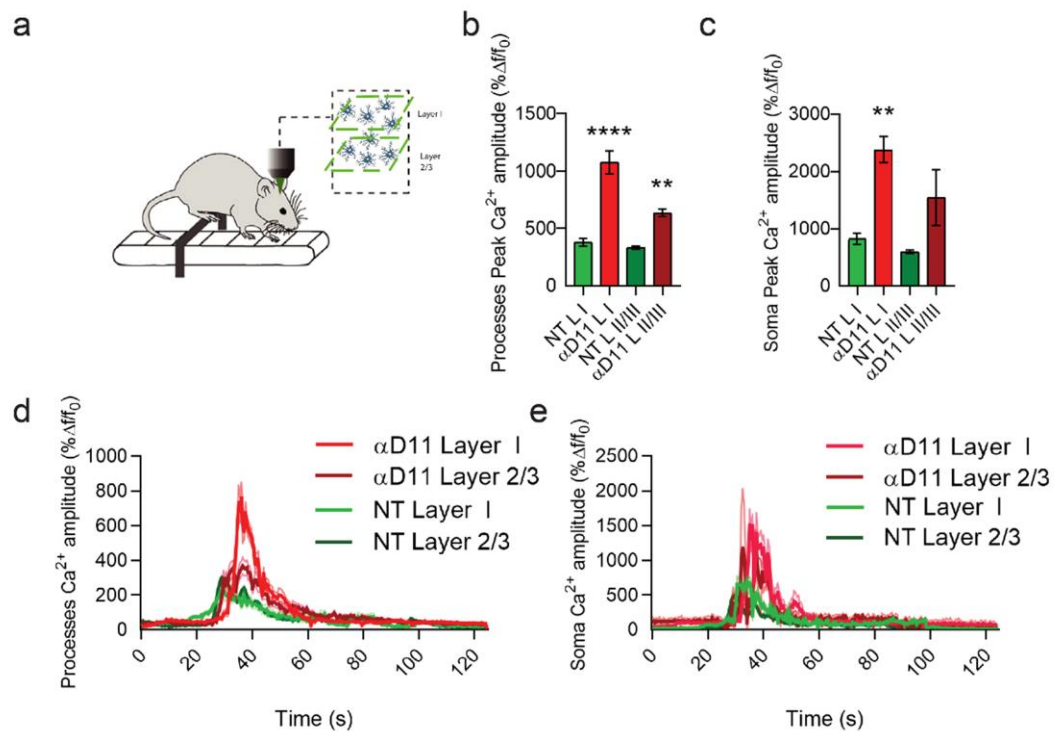 a
Layer I
Layer
2/3
b
Processes Peak Ca²⁺ amplitude (%Δf/f₀)
1500
1000
500
0
****
**
NT L I
αD11 L I
NT L II/III
αD11 L II/III
c
Soma Peak Ca²⁺ amplitude (%Δf/f₀)
3000
2000
1000
0
**
NT L I
αD11 L I
NT L II/III
αD11 L II/III
d
Processes Ca²⁺ amplitude (%Δf/f₀)
1000
800
600
400
200
0
αD11 Layer I
αD11 Layer 2/3
NT Layer I
NT Layer 2/3
0 20 40 60 80 100 120
Time (s)
e
Soma Ca²⁺ amplitude (%Δf/f₀)
2500
2000
1500
1000
500
0
αD11 Layer I
αD11 Layer 2/3
NT Layer I
NT Layer 2/3
0 20 40 60 80 100 120
Time (s)